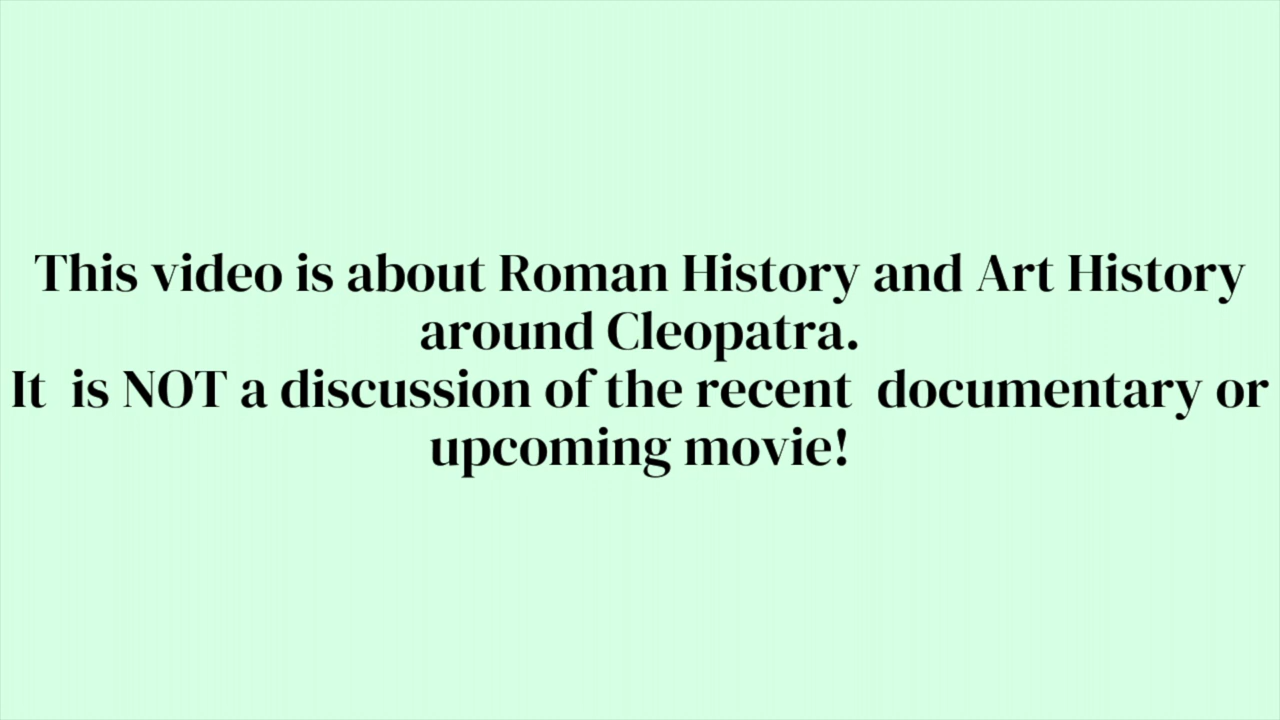 This video is about Roman History and Art History
around Cleopatra.
It is NOT a discussion of the recent documentary or
upcoming movie!